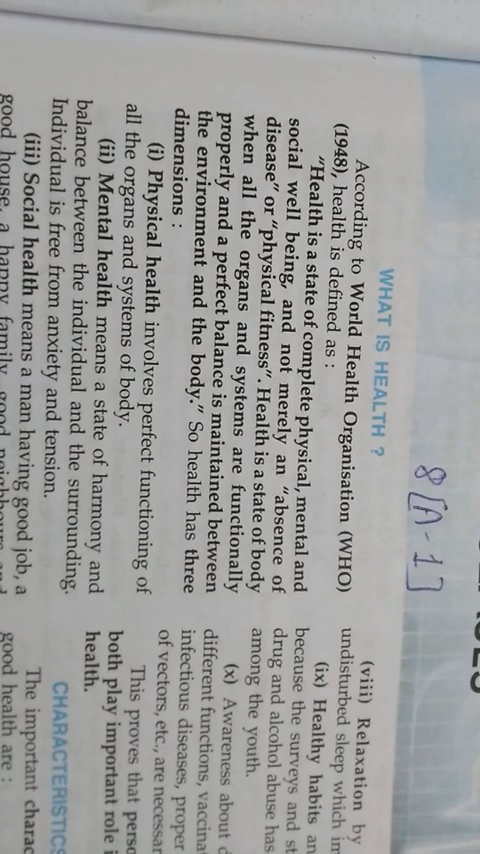 8[A-1]
WHAT IS HEALTH ?
According to World Health Organisation (WHO)
(1948), health is defined as :
"Health is a state of complete physical, mental and
social well being, and not merely an "absence of
disease" or "physical fitness". Health is a state of body
when all the organs and systems are functionally
properly and a perfect balance is maintained between
the environment and the body." So health has three
dimensions :
(i) Physical health involves perfect functioning of
all the organs and systems of body.
(ii) Mental health means a state of harmony and
balance between the individual and the surrounding.
Individual is free from anxiety and tension.
(iii) Social health means a man having good job, a
good house, a happy family, good neighbours and
(viii) Relaxation by
undisturbed sleep which
(ix) Healthy habits
because the surveys and
drug and alcohol abuse has
among the youth.
(x) Awareness about
different functions,
infectious diseases, proper
of vectors, etc., are
This proves that
both play important role
health.
CHARACTERISTICS
The important
good health are :